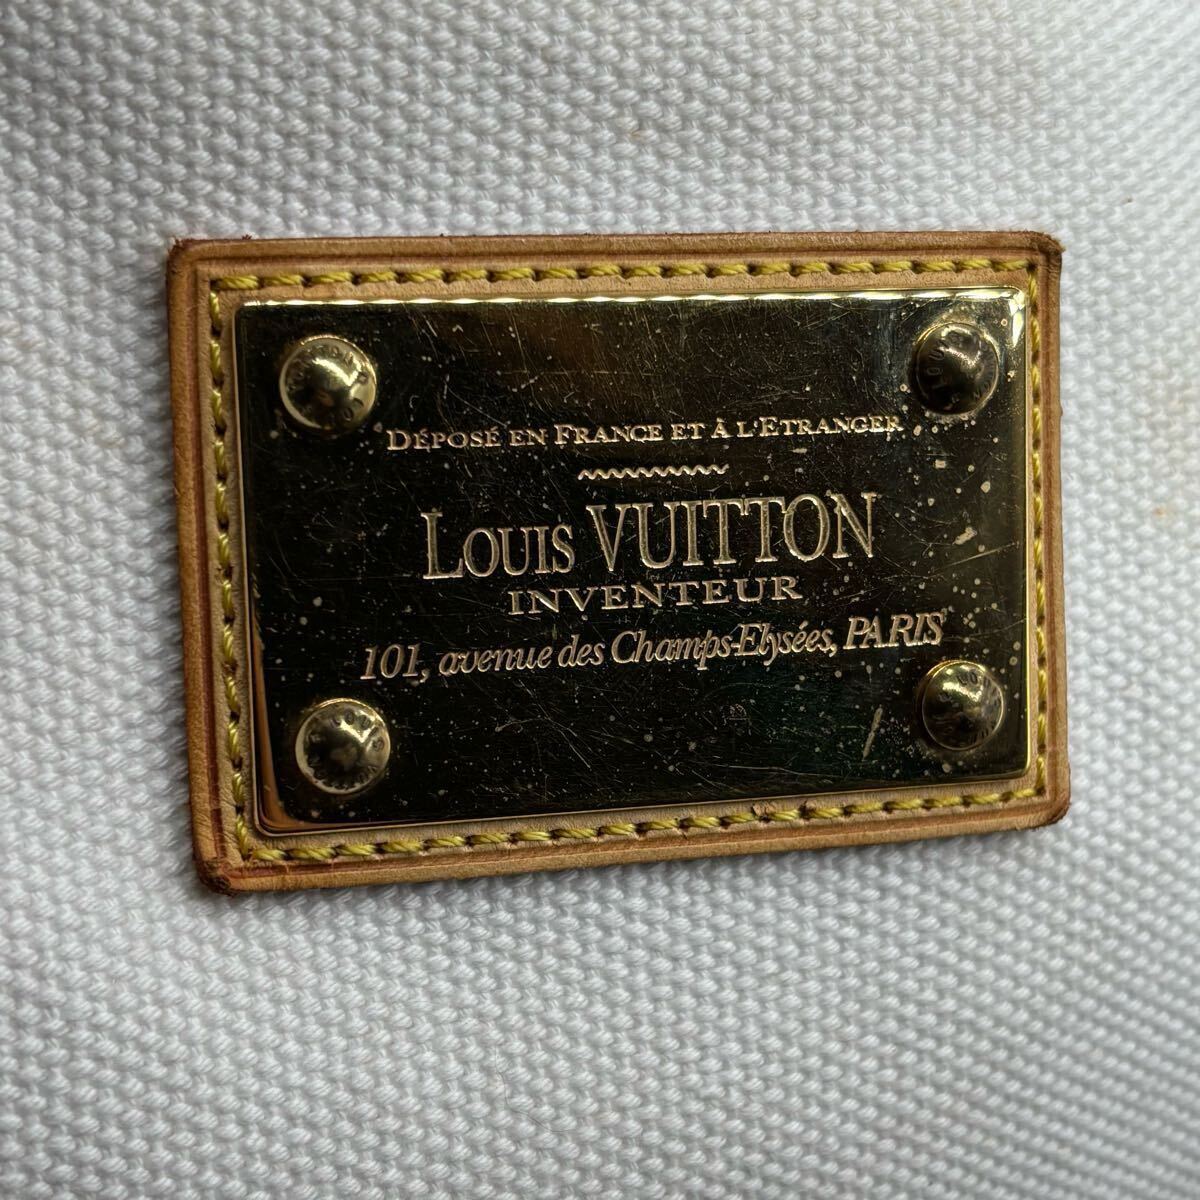 DÉPOSÉ EN FRANCE ET À L'ETRANGER
LOUIS VUITTON
INVENTEUR
101, avenue des Champs-Elysées, PARIS